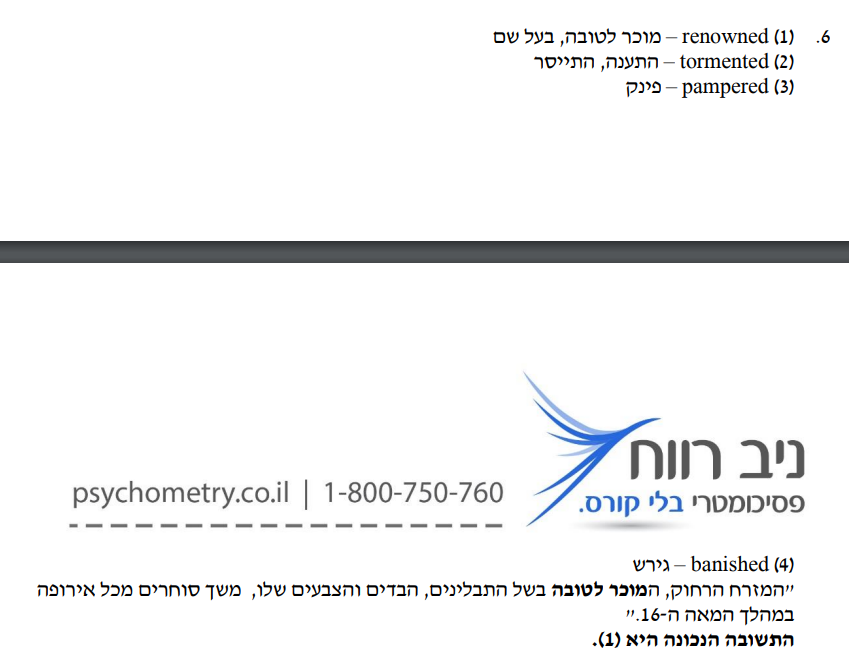 6. (1) renowned – מוכר לטובה, בעל שם
(2) tormented – התענה, התייסר
(3) pampered – פינק
ניב רווח
פסיכומטרי בלי קורס.
psychometry.co.il | 1-800-750-760
(4) banished – גירש
״המזרח הרחוק, המוכר לטובה בשל התבלינים, הבדים והצבעים שלו, משך סוחרים מכל אירופה
במהלך המאה ה-16.״
התשובה הנכונה היא (1).